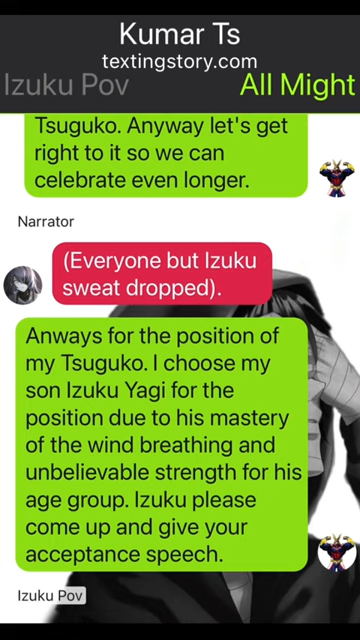 Kumar Ts
textingstory.com
Izuku Pov
All Might
Tsuguko. Anyway let's get
right to it so we can
celebrate even longer.
Narrator
(Everyone but Izuku
sweat dropped).
Anways for the position of
my Tsuguko. I choose my
son Izuku Yagi for the
position due to his mastery
of the wind breathing and
unbelievable strength for his
age group. Izuku please
come up and give your
acceptance speech.
Izuku Pov